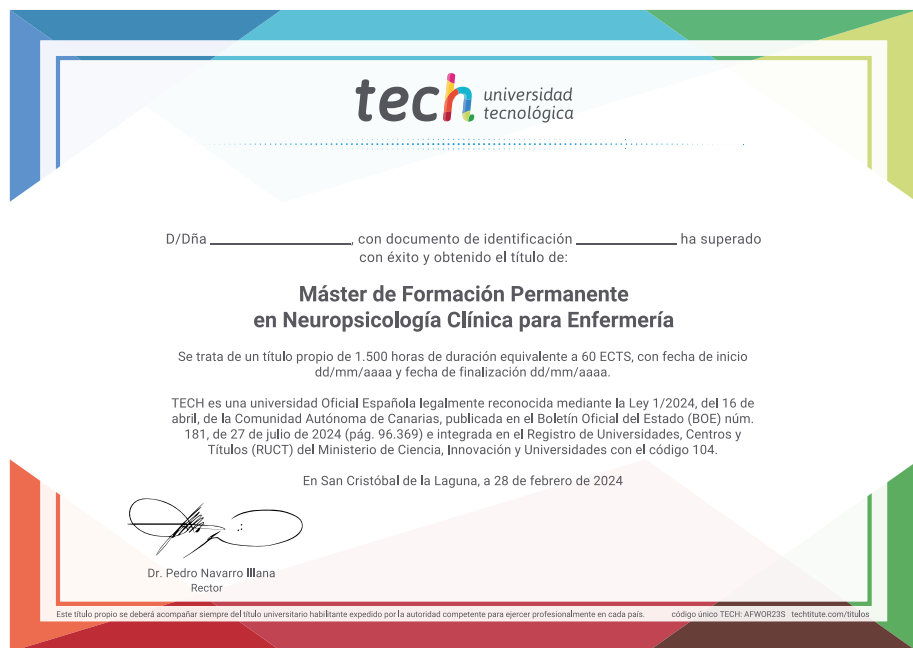 tech universidad
tecnológica
D/Dña ____________________, con documento de identificación ______________ ha superado
con éxito y obtenido el título de:
Máster de Formación Permanente
en Neuropsicología Clínica para Enfermería
Se trata de un título propio de 1.500 horas de duración equivalente a 60 ECTS, con fecha de inicio
dd/mm/aaaa y fecha de finalización dd/mm/aaaa.
TECH es una universidad Oficial Española legalmente reconocida mediante la Ley 1/2024, del 16 de
abril, de la Comunidad Autónoma de Canarias, publicada en el Boletín Oficial del Estado (BOE) núm.
181, de 27 de julio de 2024 (pág. 96.369) e integrada en el Registro de Universidades, Centros y
Títulos (RUCT) del Ministerio de Ciencia, Innovación y Universidades con el código 104.
En San Cristóbal de la Laguna, a 28 de febrero de 2024
Dr. Pedro Navarro Illana
Rector
Este título propio se deberá acompañar siempre del título universitario habilitante expedido por la autoridad competente para ejercer profesionalmente en cada país. código único TECH: AFWOR23S techtitute.com/titulos